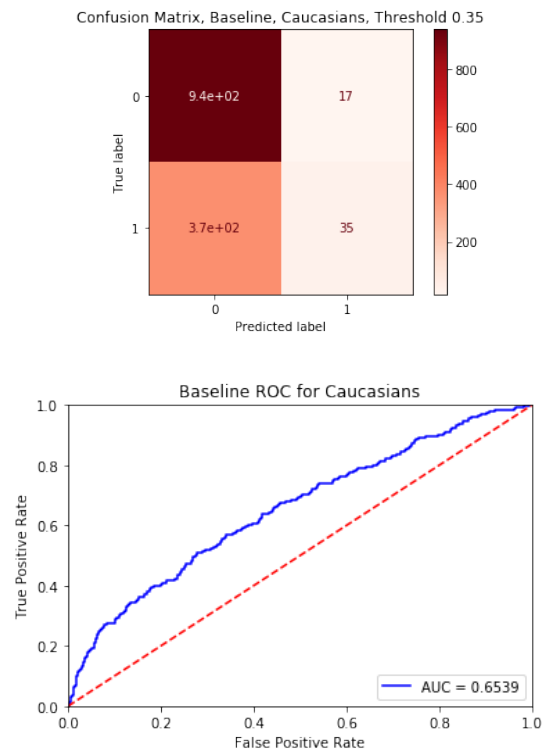 Confusion Matrix, Baseline, Caucasians, Threshold 0.35
0
9.4e+02
17
800
600
True label
400
1
3.7e+02
35
200
0
1
Predicted label
Baseline ROC for Caucasians
1.0
0.8
0.6
True Positive Rate
0.4
0.2
AUC = 0.6539
0.0
0.0
0.2
0.4
0.6
0.8
1.0
False Positive Rate